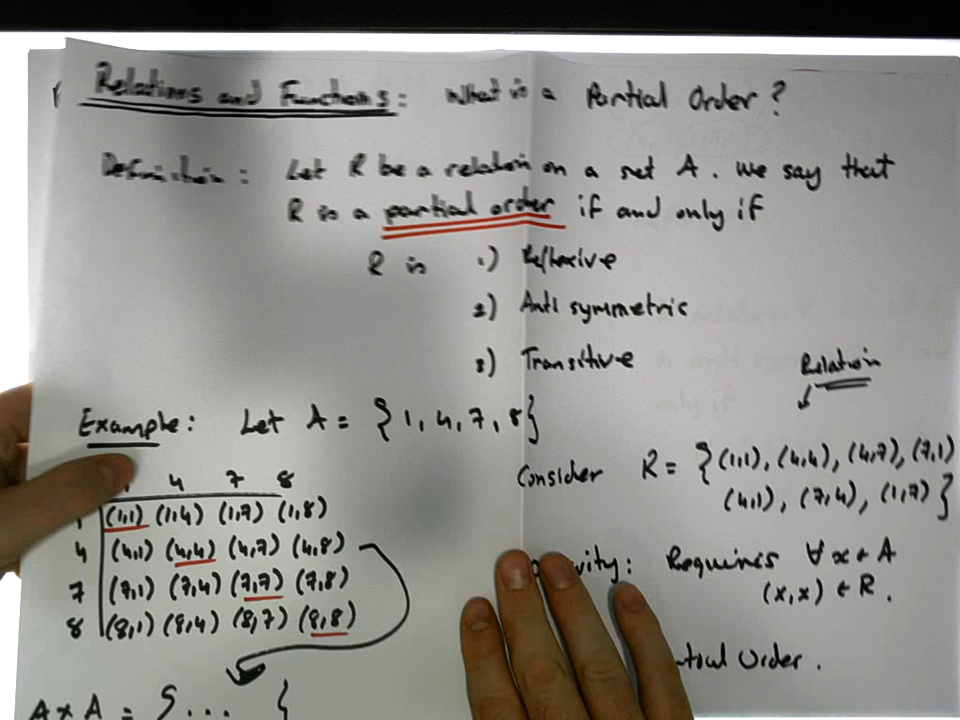 Relations and Functions: What is a Partial Order?
Definition: Let R be a relation on a set A. We say that
R is a partial order if and only if
R is 1.) Reflexive
2) Anti symmetric
3) Transitive
Relation
Example: Let A = {1, 4, 7, 8}
Consider R = {(1,1), (4,4), (4,7), (7,1)
(4,1), (7,4), (1,7)}
4 7 8
1 (1,1) (1,4) (1,7) (1,8)
4 (4,1) (4,4) (4,7) (4,8)
7 (7,1) (7,4) (7,7) (7,8)
8 (8,1) (8,4) (8,7) (8,8)
ivity: Requires ∀ x ∈ A
(x,x) ∈ R.
tial Order.
A × A = {... {